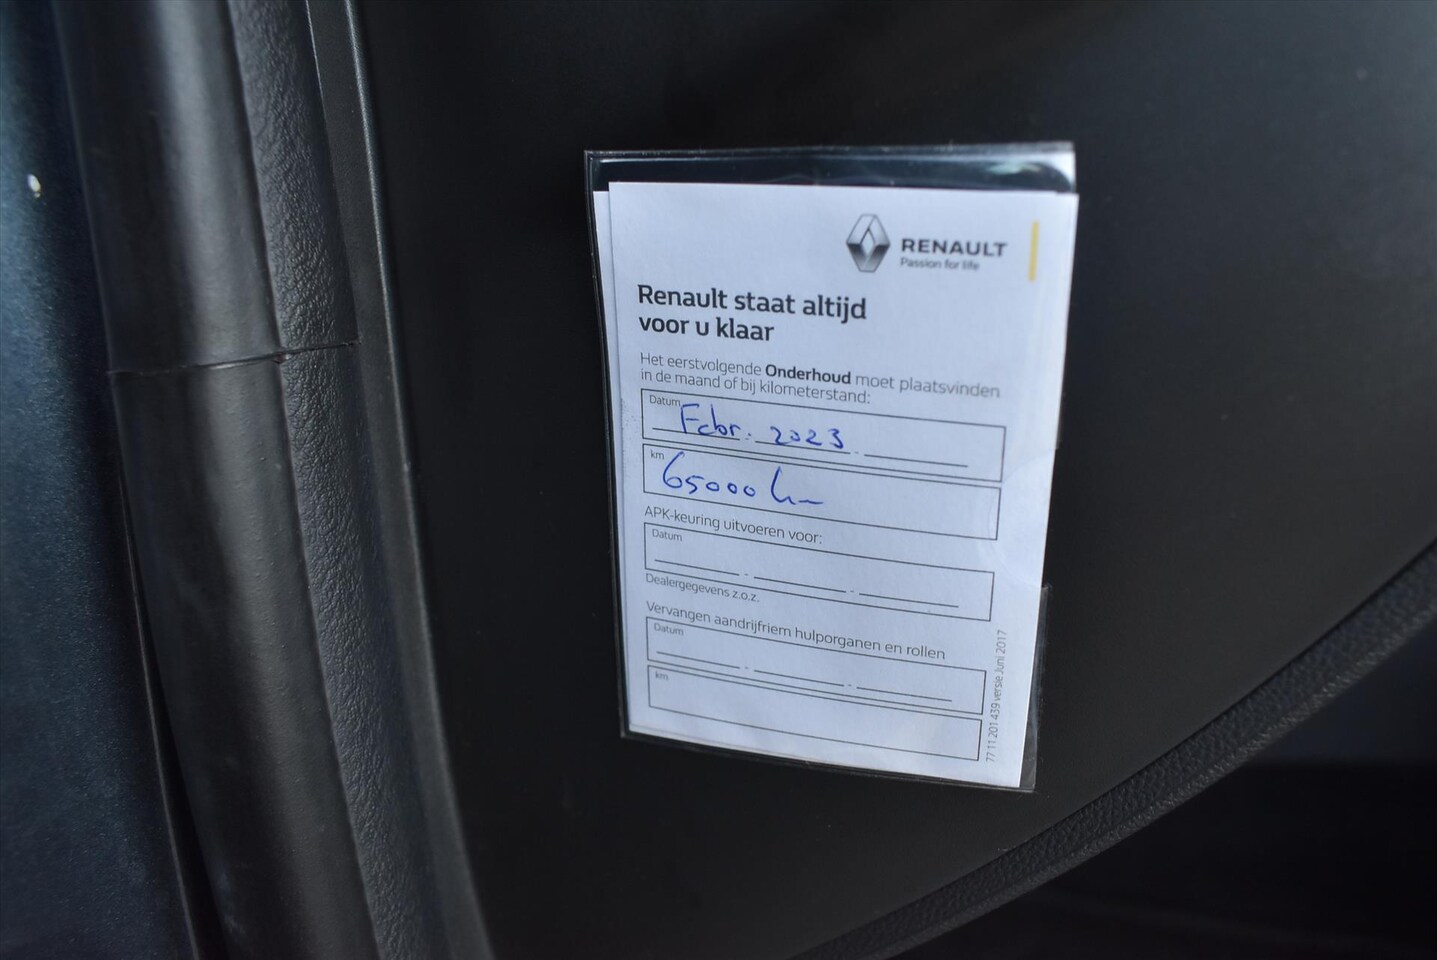 RENAULT
Passion for life
Renault staat altijd
voor u klaar
Het eerstvolgende Onderhoud moet plaatsvinden
in de maand of bij kilometerstand:
Datum
Febr. 2023
km
65000 km
APK-keuring uitvoeren voor:
Datum
Dealergegevens z.o.z.
Vervangen aandrijfriem hulporganen en rollen
Datum
km
77 11 201 439 versie Juni 2017